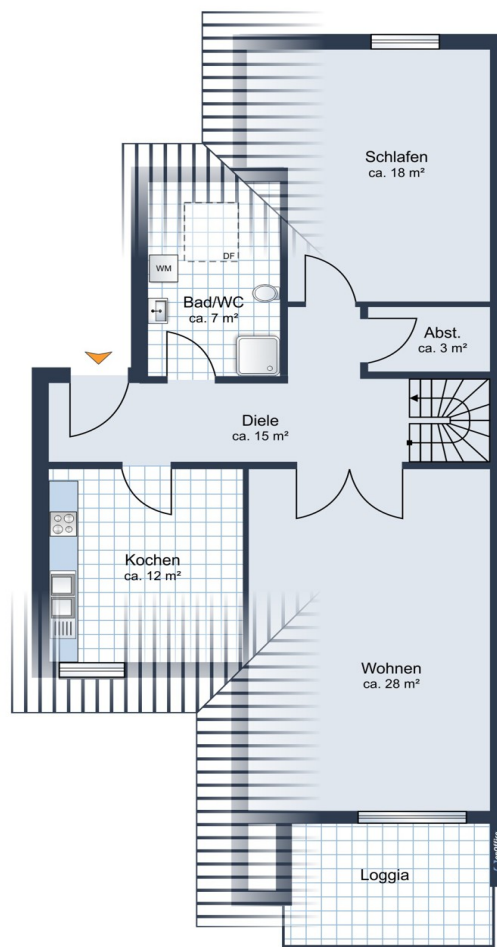 Schlafen
ca. 18 m²
DF
WM
Bad/WC
ca. 7 m²
Abst.
ca. 3 m²
Diele
ca. 15 m²
Kochen
ca. 12 m²
Wohnen
ca. 28 m²
Loggia